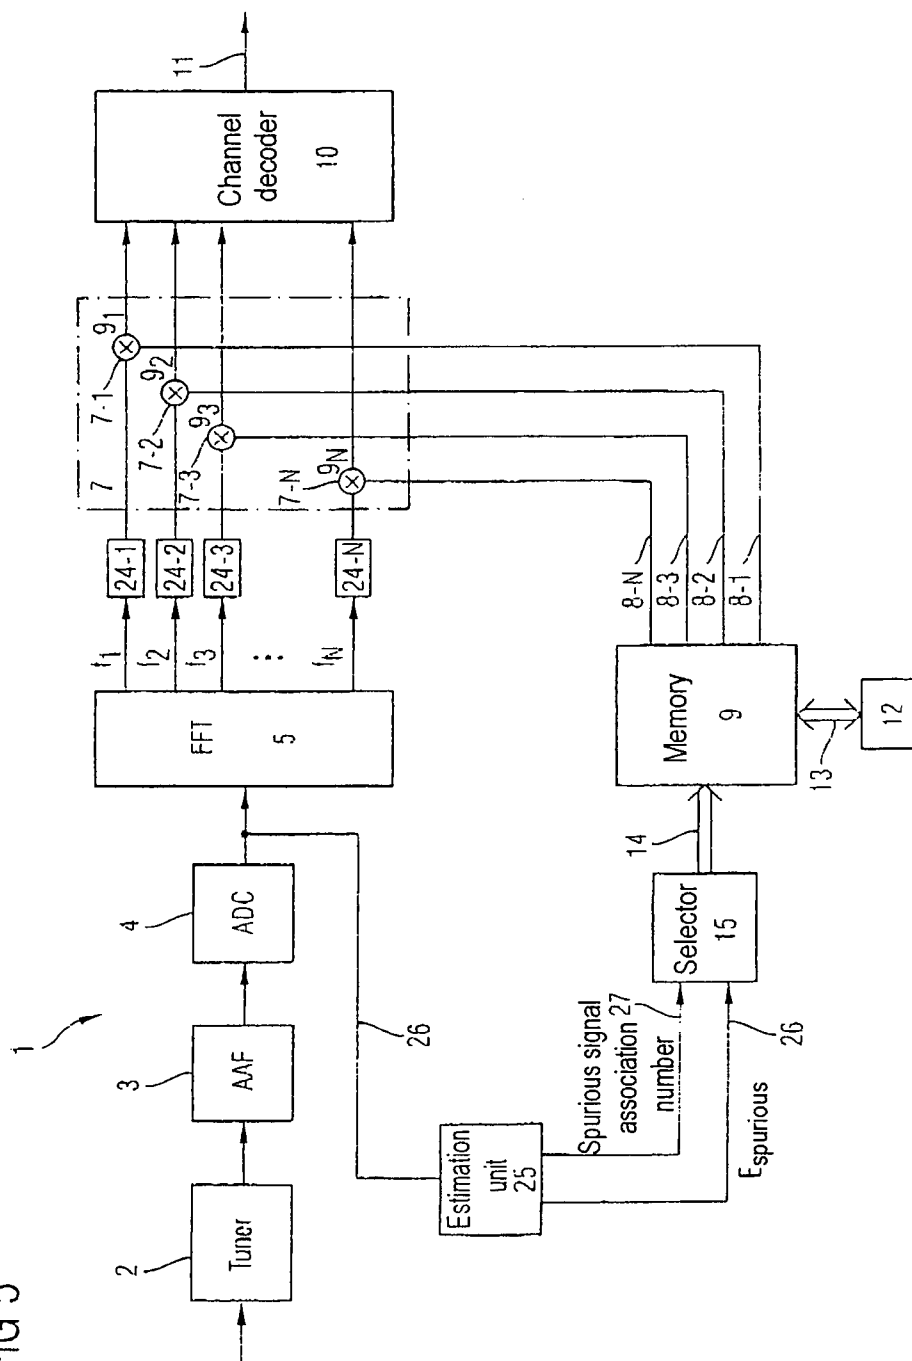 1
2
Tuner
3
AAF
4
ADC
26
FFT
5
f1
f2
f3
⋮
fN
24-1
24-2
24-3
24-N
7
7-1
7-2
7-3
7-N
91
92
93
9N
Channel
decoder
10
11
Estimation
unit
25
Spurious signal
association 27
number
Espurious
26
Selector
15
14
Memory
9
13
12
8-N
8-3
8-2
8-1